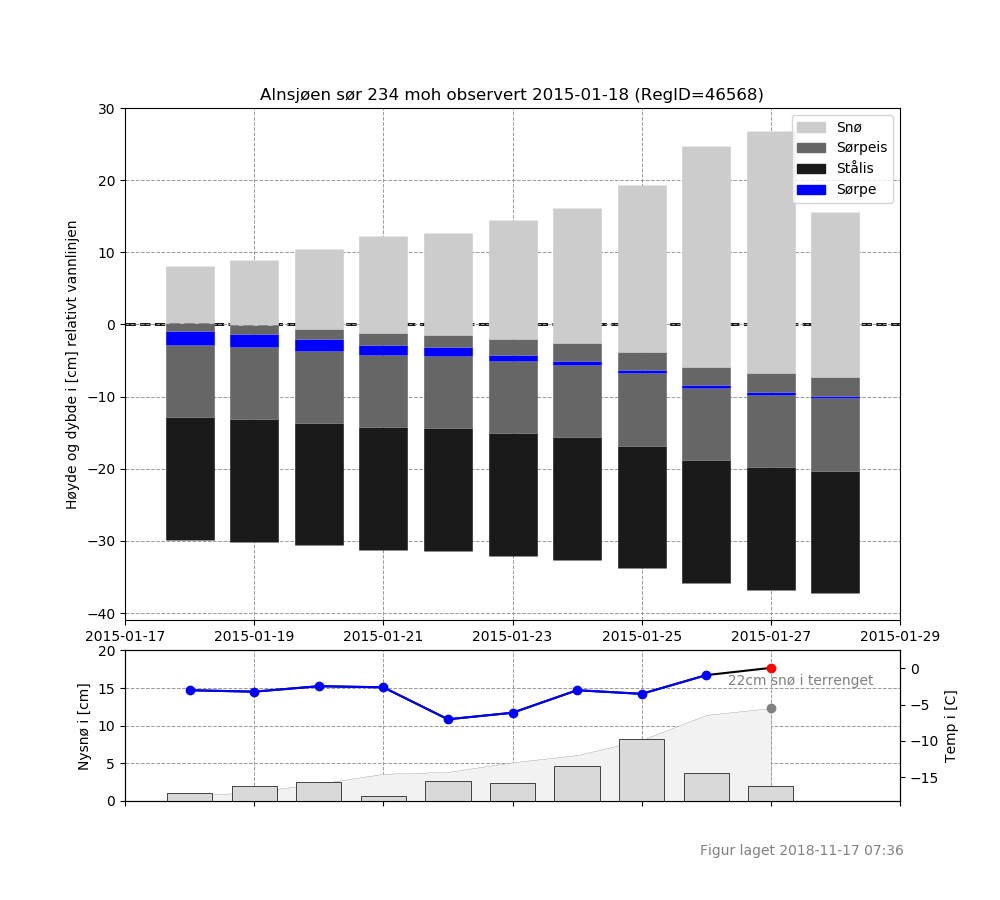 Alnsjøen sør 234 moh observert 2015-01-18 (RegID=46568)
Høyde og dybde i [cm] relativt vannlinjen
30
20
10
0
−10
−20
−30
−40
Snø
Sørpeis
Stålis
Sørpe
2015-01-17
2015-01-19
2015-01-21
2015-01-23
2015-01-25
2015-01-27
2015-01-29
Nysnø i [cm]
20
15
10
5
0
22cm snø i terrenget
0
−5
−10
−15
Temp i [C]
Figur laget 2018-11-17 07:36